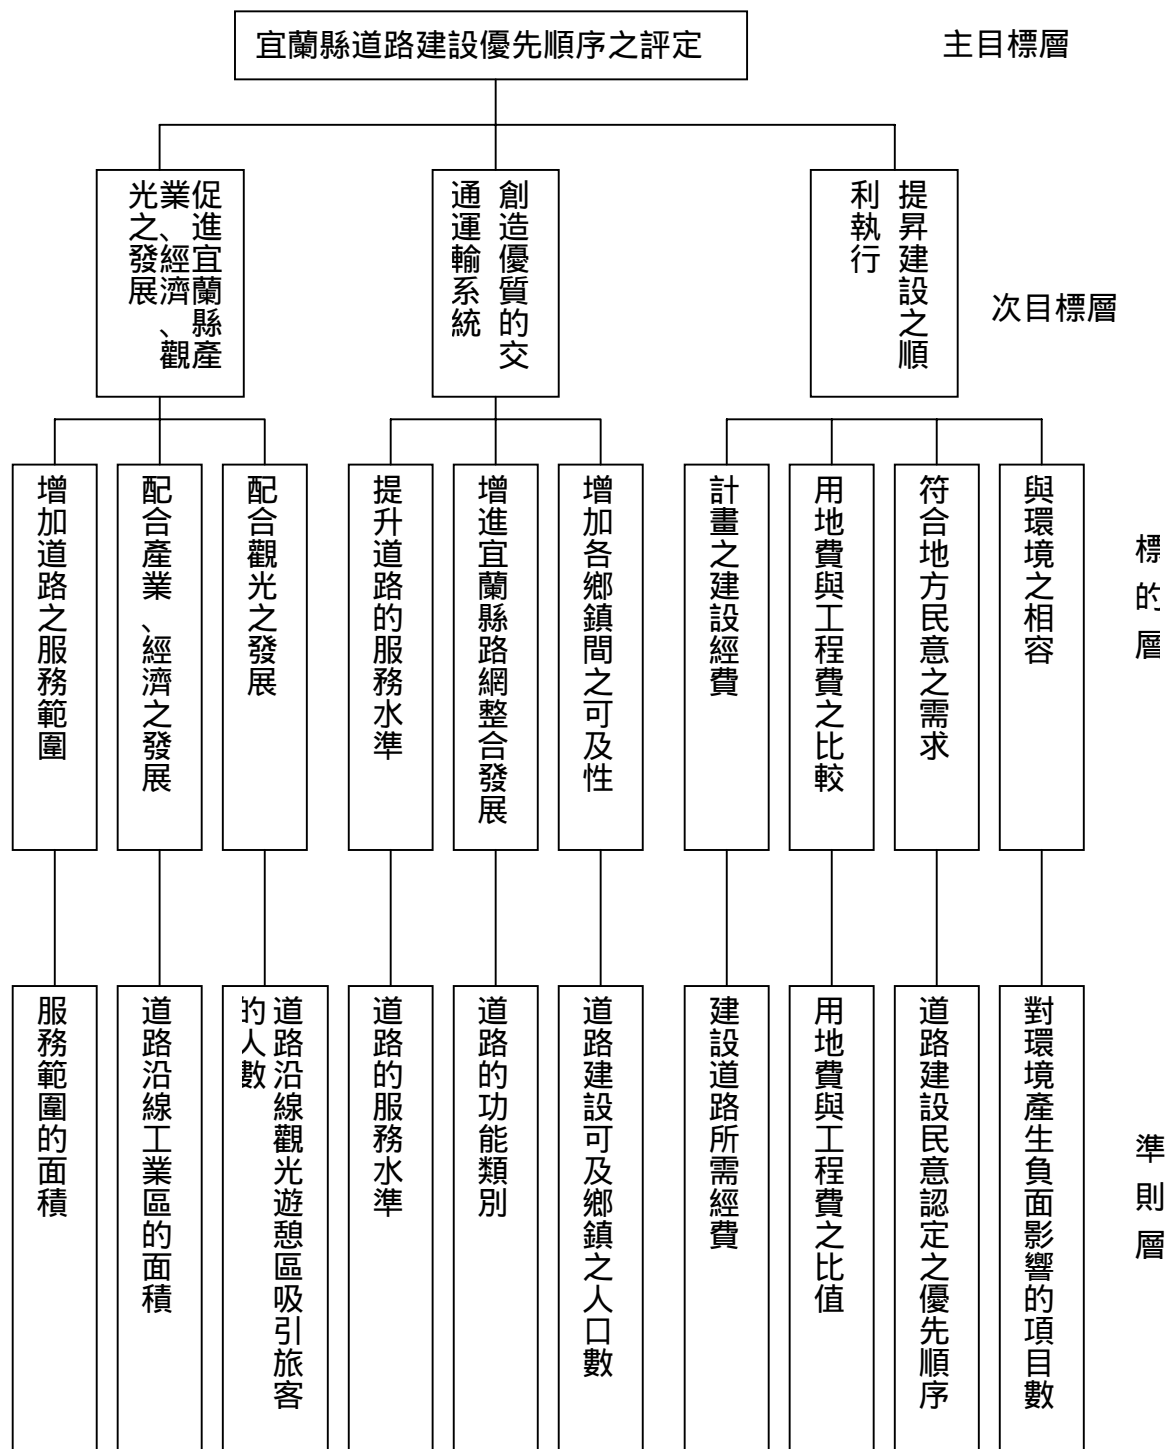 宜蘭縣道路建設優先順序之評定
主目標層
促進宜蘭縣產
業、經濟、觀
光之發展
創造優質的交
通運輸系統
提昇建設之順
利執行
次目標層
增加道路之服務範圍
配合產業、經濟之發展
配合觀光之發展
提升道路的服務水準
增進宜蘭縣路網整合發展
增加各鄉鎮間之可及性
計畫之建設經費
用地費與工程費之比較
符合地方民意之需求
與環境之相容
標的層
服務範圍的面積
道路沿線工業區的面積
道路沿線觀光遊憩區吸引旅客
的人數
道路的服務水準
道路的功能類別
道路建設可及鄉鎮之人口數
建設道路所需經費
用地費與工程費之比值
道路建設民意認定之優先順序
對環境產生負面影響的項目數
準則層